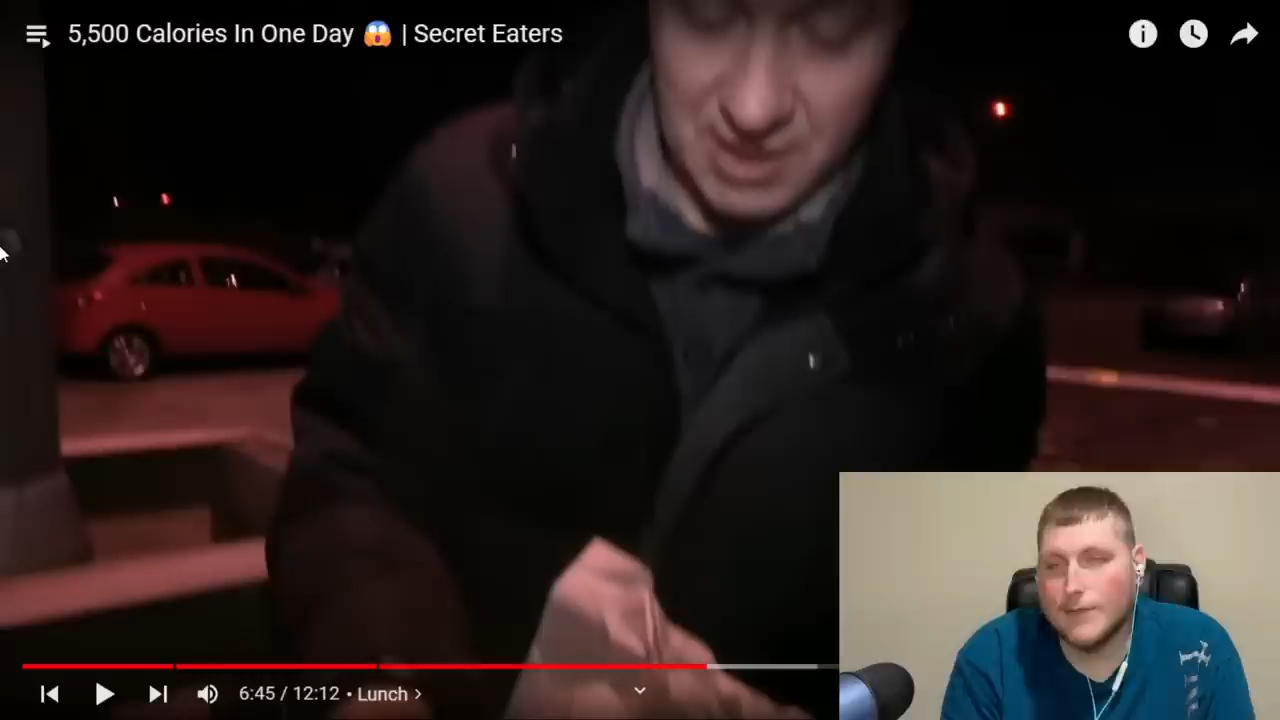 5,500 Calories In One Day 😱 | Secret Eaters
6:45 / 12:12 • Lunch >